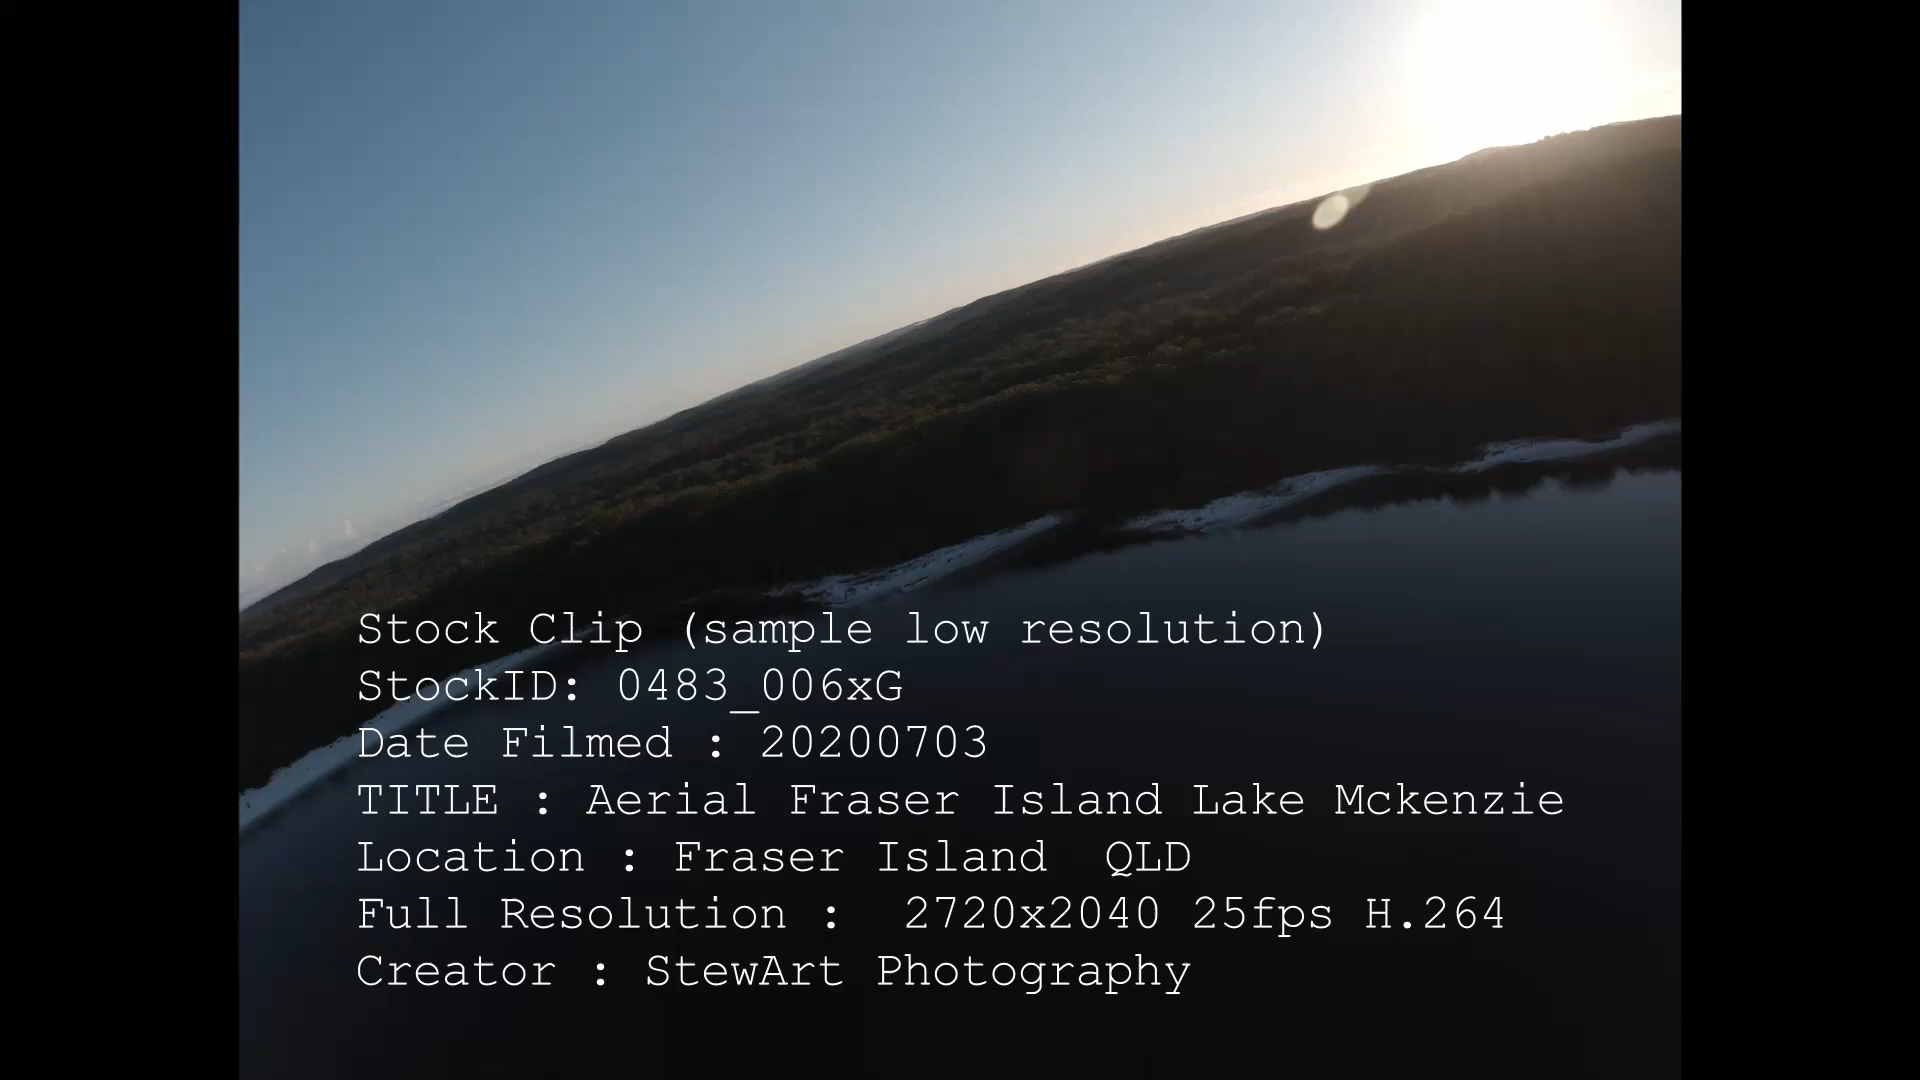 Stock Clip (sample low resolution)
StockID: 0483_006xG
Date Filmed : 20200703
TITLE : Aerial Fraser Island Lake Mckenzie
Location : Fraser Island  QLD
Full Resolution :  2720x2040 25fps H.264
Creator : StewArt Photography